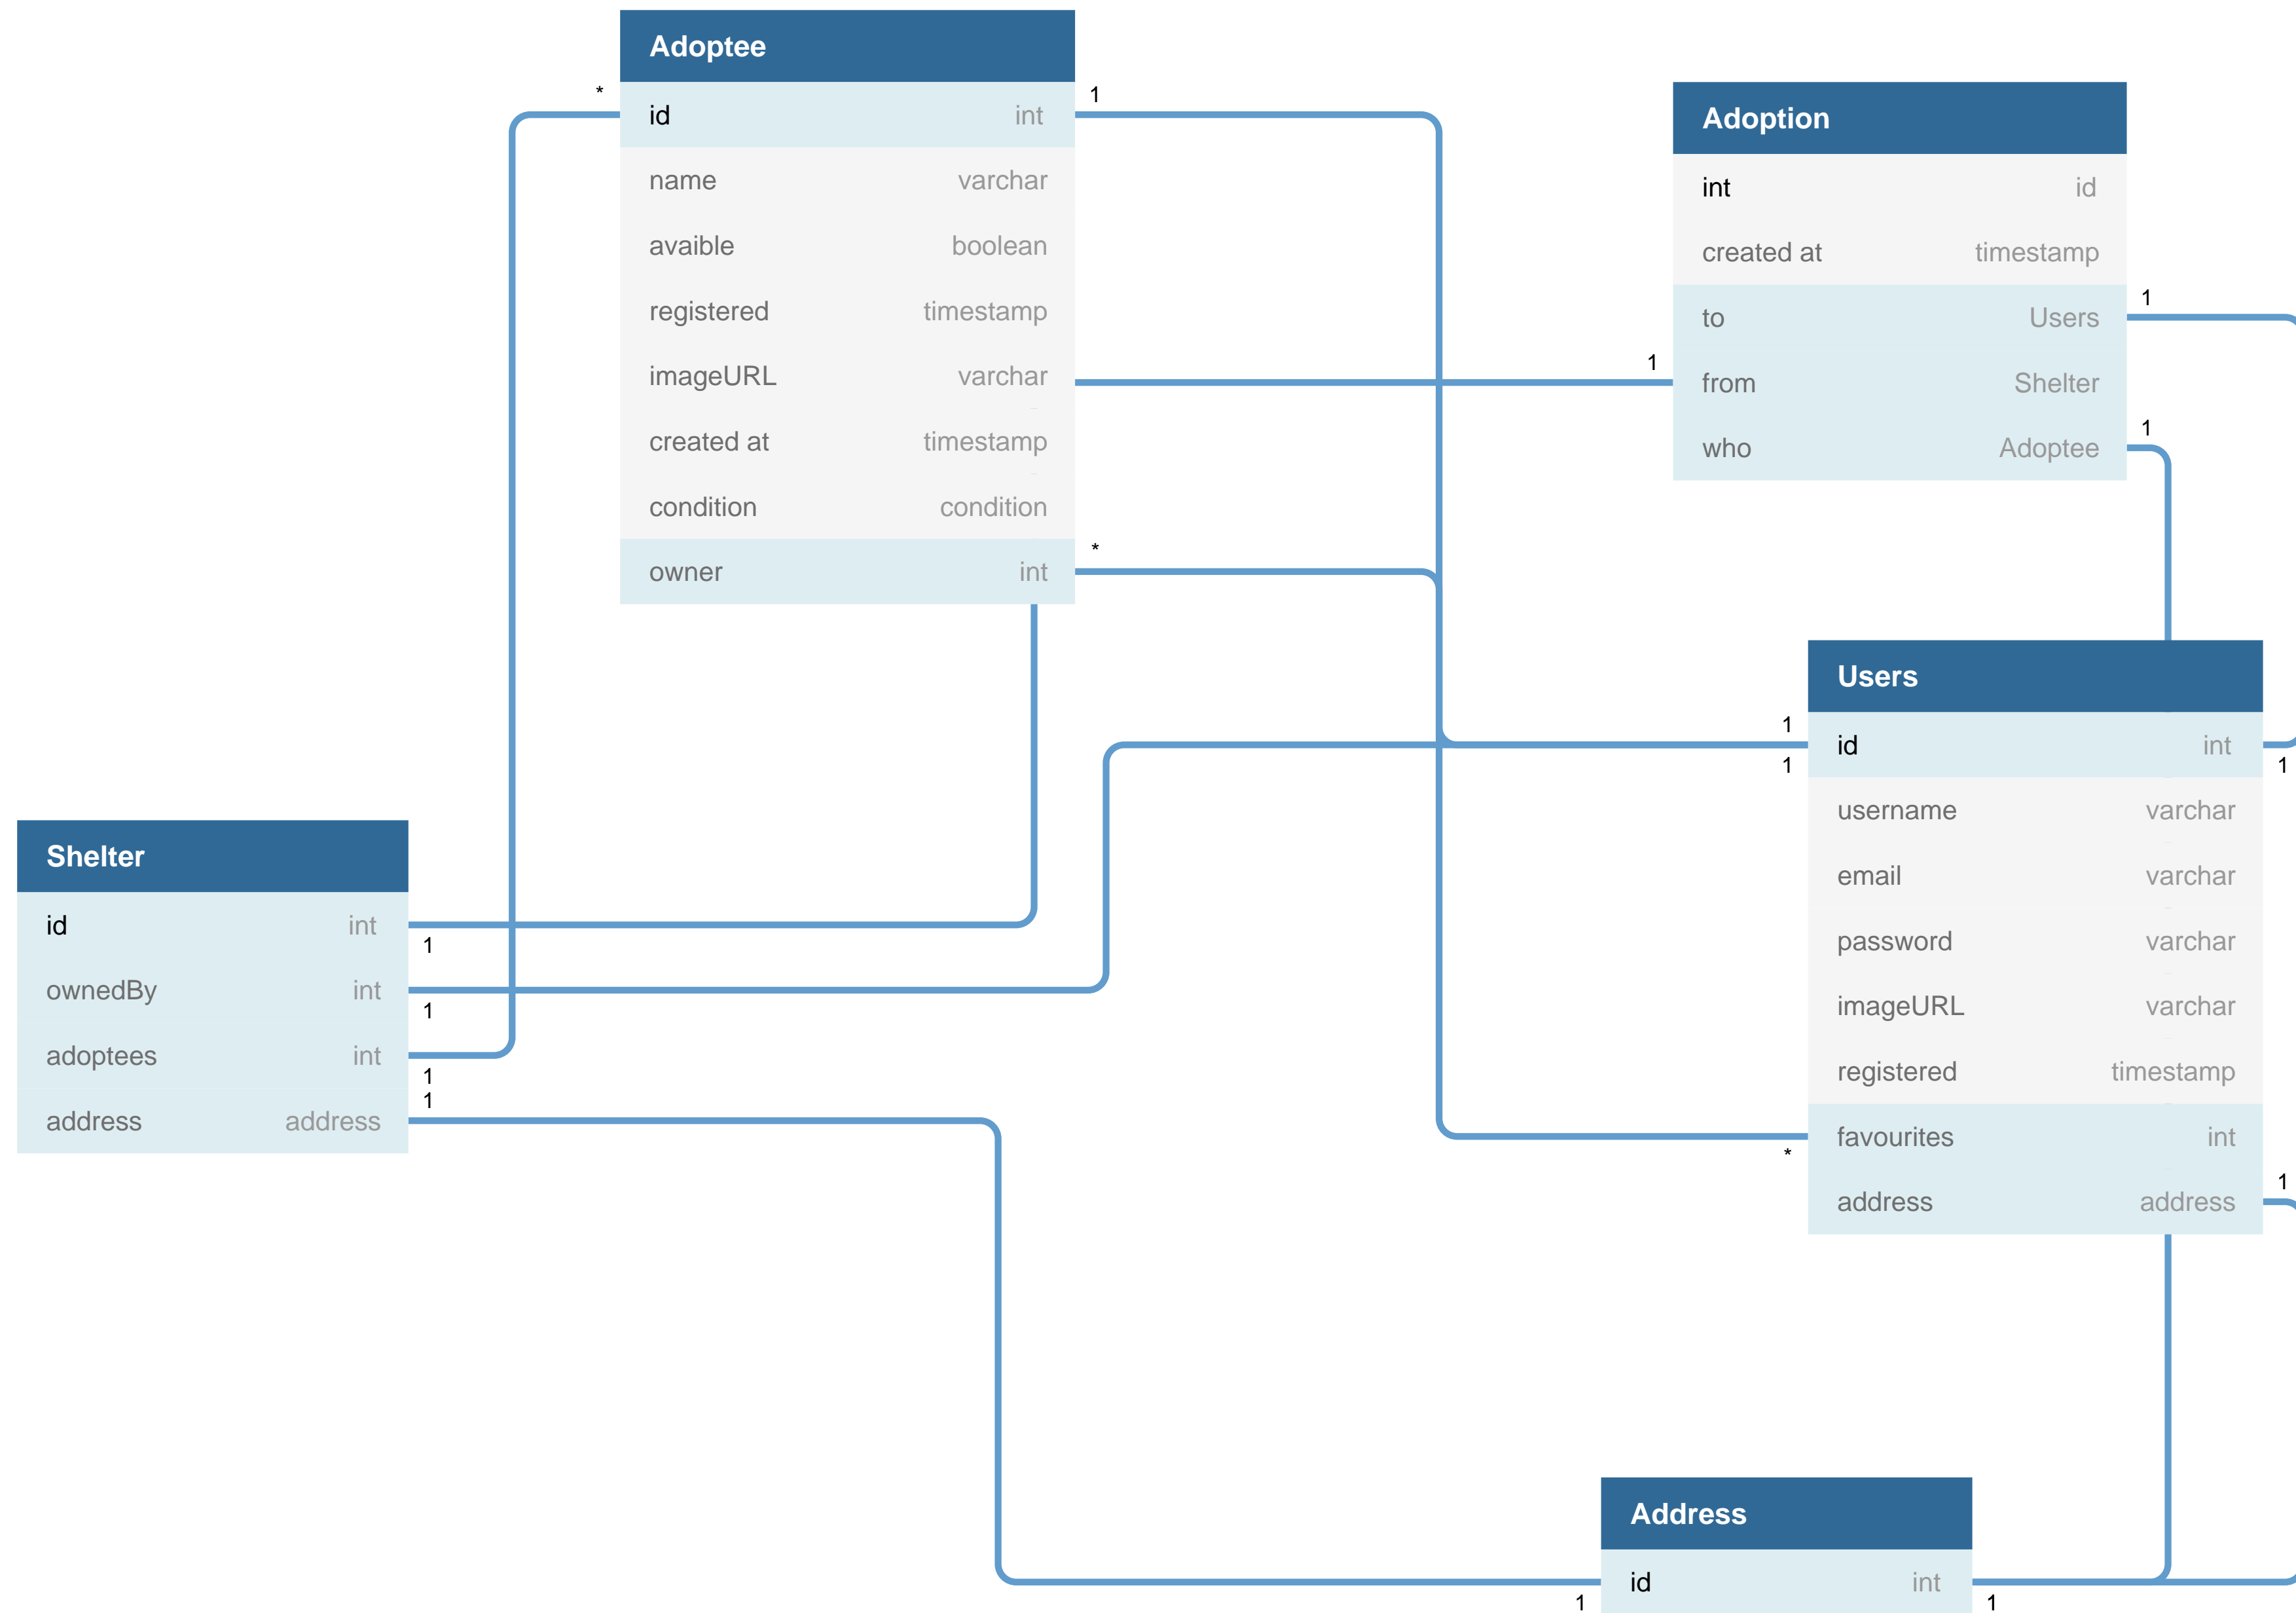 Adoptee
* id int 1
name varchar
avaible boolean
registered timestamp
imageURL varchar
created at timestamp
condition condition
owner int *
Adoption
int id
created at timestamp
to Users 1
1 from Shelter
who Adoptee 1
Users
1 id int
1 1
username varchar
email varchar
password varchar
imageURL varchar
registered timestamp
favourites int
*
address address 1
Shelter
id int
1
ownedBy int
1
adoptees int
1
1
address address
Address
id int
1 1